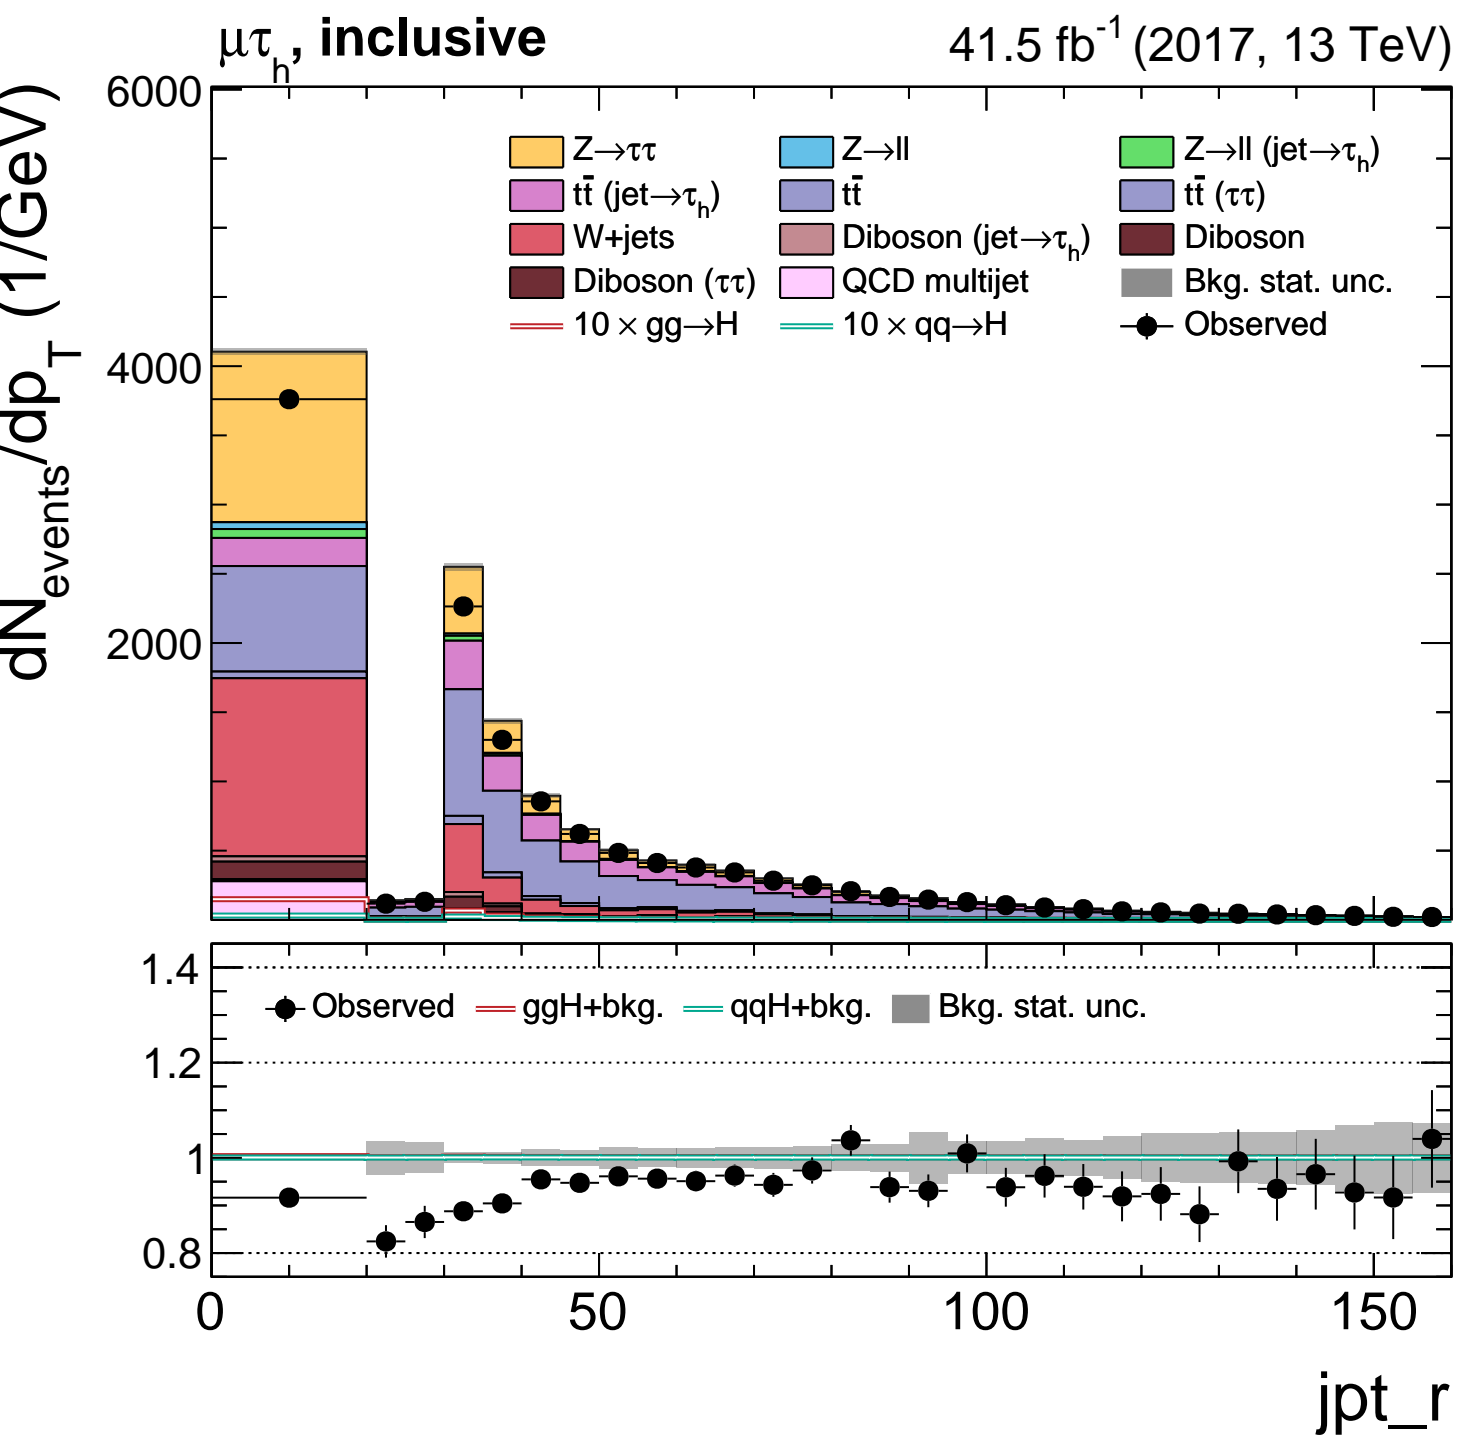 μτh, inclusive 41.5 fb-1 (2017, 13 TeV)
dNevents/dpT (1/GeV)
6000
4000
2000
Z→ττ Z→ll Z→ll (jet→τh)
tt̄ (jet→τh) tt̄ tt̄ (ττ)
W+jets Diboson (jet→τh) Diboson
Diboson (ττ) QCD multijet Bkg. stat. unc.
10 × gg→H 10 × qq→H Observed
1.4
1.2
1
0.8
Observed ggH+bkg. qqH+bkg. Bkg. stat. unc.
0 50 100 150
jpt_r